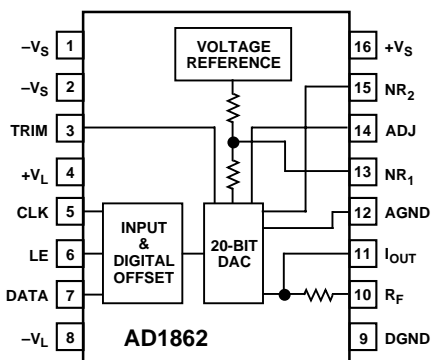 –VS 1
–VS 2
TRIM 3
+VL 4
CLK 5
LE 6
DATA 7
–VL 8
VOLTAGE
REFERENCE
INPUT
&
DIGITAL
OFFSET
20-BIT
DAC
AD1862
16 +VS
15 NR2
14 ADJ
13 NR1
12 AGND
11 IOUT
10 RF
9 DGND